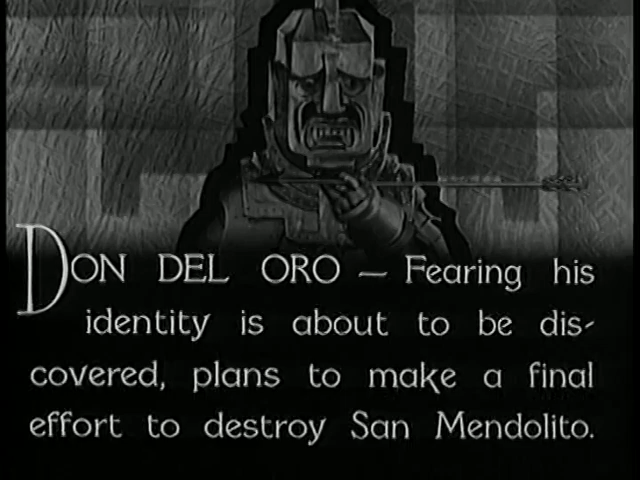 DON DEL ORO — Fearing his
identity is about to be dis-
covered, plans to make a final
effort to destroy San Mendolito.